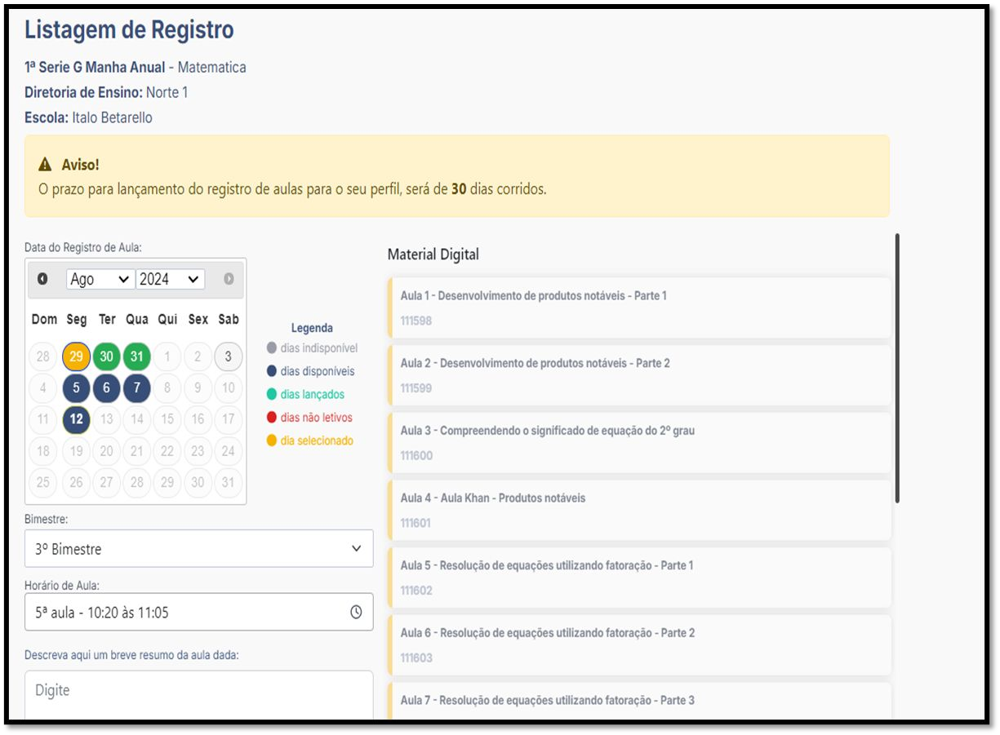 Listagem de Registro
1ª Serie G Manha Anual - Matematica
Diretoria de Ensino: Norte 1
Escola: Italo Betarello
Aviso!
O prazo para lançamento do registro de aulas para o seu perfil, será de 30 dias corridos.
Data do Registro de Aula:
Ago 2024
Dom Seg Ter Qua Qui Sex Sab
28 29 30 31 1 2 3
4 5 6 7 8 9 10
11 12 13 14 15 16 17
18 19 20 21 22 23 24
25 26 27 28 29 30 31
Legenda
dias indisponível
dias disponíveis
dias lançados
dias não letivos
dia selecionado
Bimestre:
3º Bimestre
Horário de Aula:
5ª aula - 10:20 às 11:05
Descreva aqui um breve resumo da aula dada:
Digite
Material Digital
Aula 1 - Desenvolvimento de produtos notáveis - Parte 1
111598
Aula 2 - Desenvolvimento de produtos notáveis - Parte 2
111599
Aula 3 - Compreendendo o significado de equação do 2º grau
111600
Aula 4 - Aula Khan - Produtos notáveis
111601
Aula 5 - Resolução de equações utilizando fatoração - Parte 1
111602
Aula 6 - Resolução de equações utilizando fatoração - Parte 2
111603
Aula 7 - Resolução de equações utilizando fatoração - Parte 3